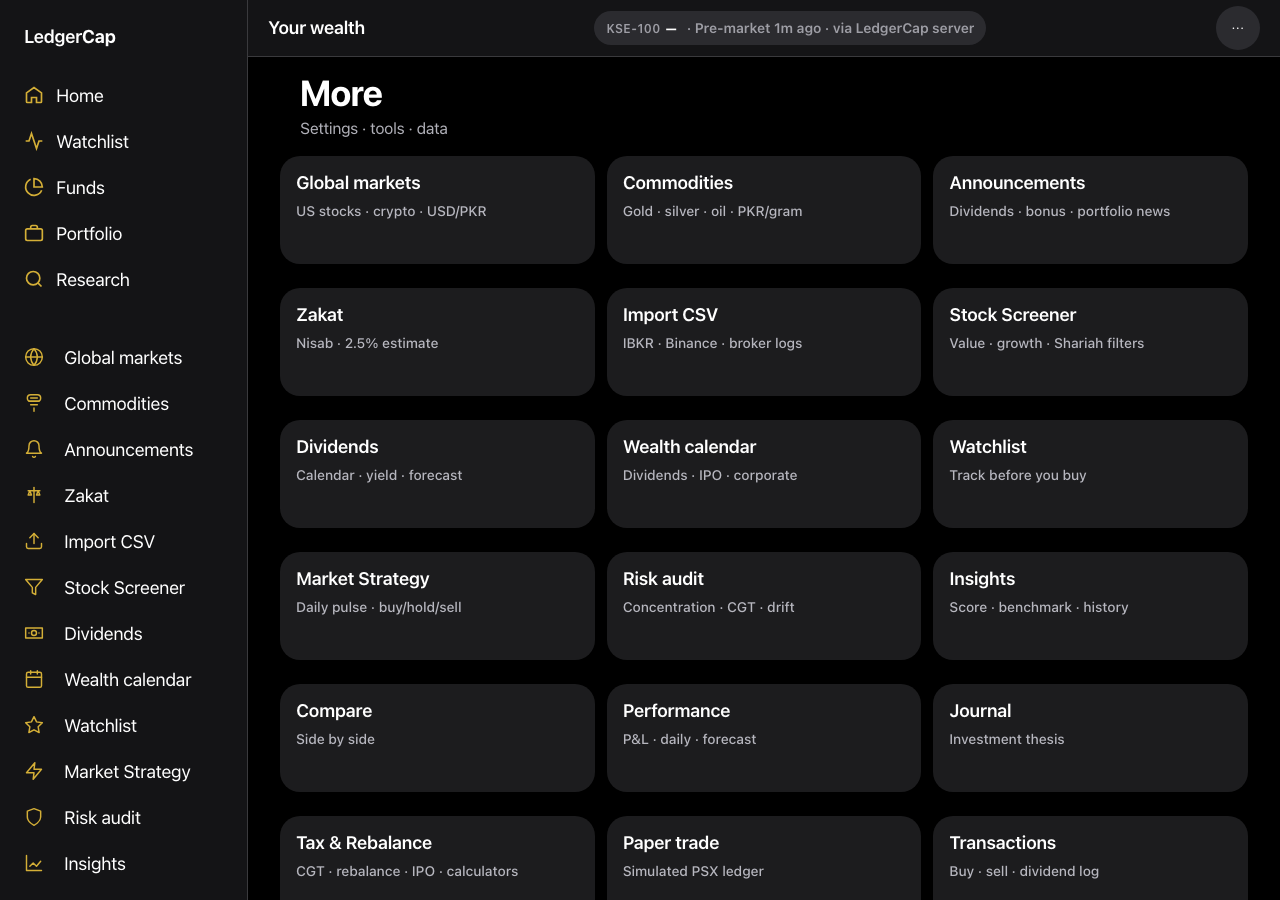 LedgerCap
Home
Watchlist
Funds
Portfolio
Research
Global markets
Commodities
Announcements
Zakat
Import CSV
Stock Screener
Dividends
Wealth calendar
Watchlist
Market Strategy
Risk audit
Insights
Your wealth
KSE-100 — · Pre-market 1m ago · via LedgerCap server
...
More
Settings · tools · data
Global markets
US stocks · crypto · USD/PKR
Commodities
Gold · silver · oil · PKR/gram
Announcements
Dividends · bonus · portfolio news
Zakat
Nisab · 2.5% estimate
Import CSV
IBKR · Binance · broker logs
Stock Screener
Value · growth · Shariah filters
Dividends
Calendar · yield · forecast
Wealth calendar
Dividends · IPO · corporate
Watchlist
Track before you buy
Market Strategy
Daily pulse · buy/hold/sell
Risk audit
Concentration · CGT · drift
Insights
Score · benchmark · history
Compare
Side by side
Performance
P&L · daily · forecast
Journal
Investment thesis
Tax & Rebalance
CGT · rebalance · IPO · calculators
Paper trade
Simulated PSX ledger
Transactions
Buy · sell · dividend log